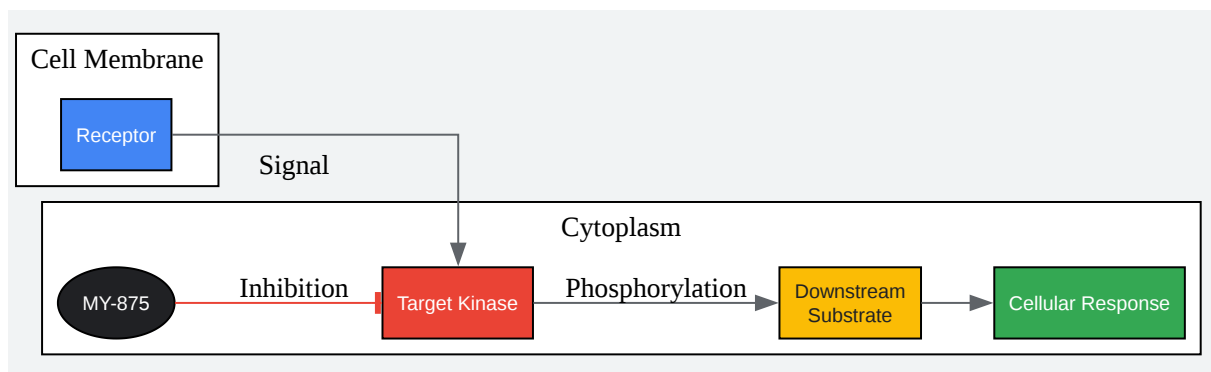 Cell Membrane
Receptor
Signal
Cytoplasm
MY-875
Inhibition
Target Kinase
Phosphorylation
Downstream
Substrate
Cellular Response